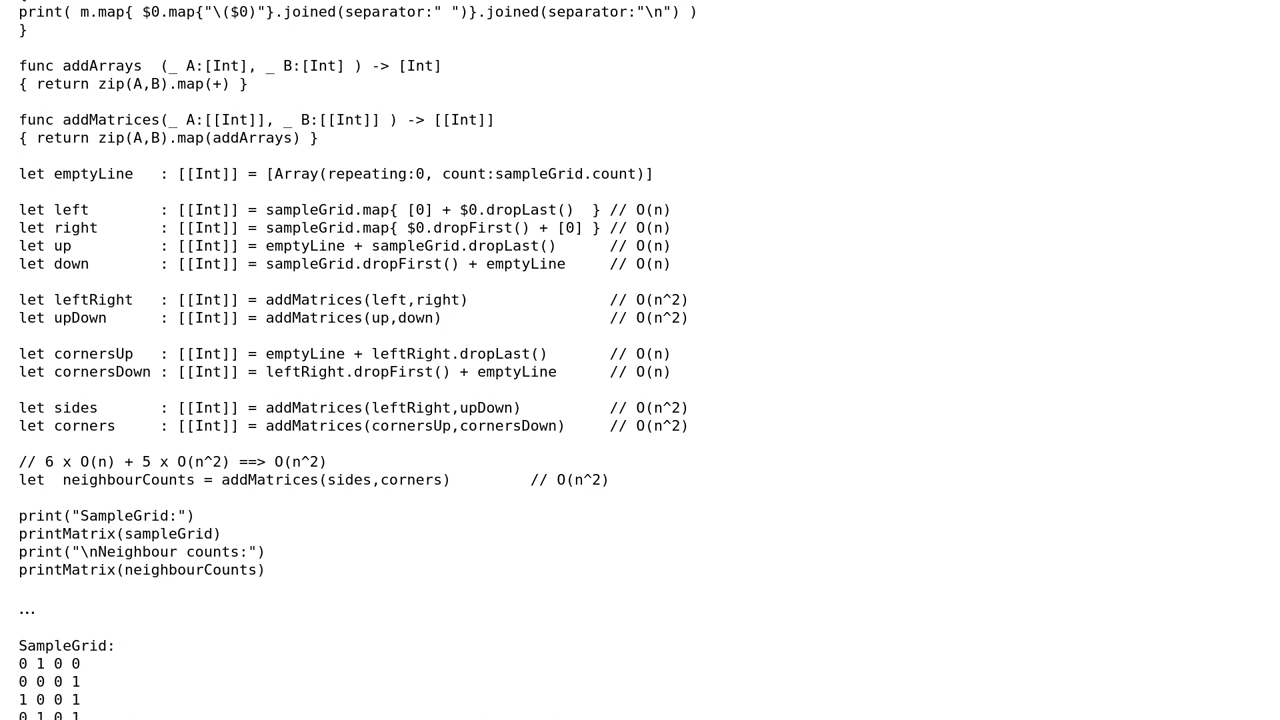 print( m.map{ $0.map{"\($0)"}.joined(separator:" ")}.joined(separator:"\n") )
}
func addArrays  (_ A:[Int], _ B:[Int] ) -> [Int]
{ return zip(A,B).map(+) }
func addMatrices(_ A:[[Int]], _ B:[[Int]] ) -> [[Int]]
{ return zip(A,B).map(addArrays) }
let emptyLine   : [[Int]] = [Array(repeating:0, count:sampleGrid.count)]
let left        : [[Int]] = sampleGrid.map{ [0] + $0.dropLast()  } // O(n)
let right       : [[Int]] = sampleGrid.map{ $0.dropFirst() + [0] } // O(n)
let up          : [[Int]] = emptyLine + sampleGrid.dropLast()      // O(n)
let down        : [[Int]] = sampleGrid.dropFirst() + emptyLine     // O(n)
let leftRight   : [[Int]] = addMatrices(left,right)                // O(n^2)
let upDown      : [[Int]] = addMatrices(up,down)                   // O(n^2)
let cornersUp   : [[Int]] = emptyLine + leftRight.dropLast()       // O(n)
let cornersDown : [[Int]] = leftRight.dropFirst() + emptyLine      // O(n)
let sides       : [[Int]] = addMatrices(leftRight,upDown)          // O(n^2)
let corners     : [[Int]] = addMatrices(cornersUp,cornersDown)     // O(n^2)
// 6 x O(n) + 5 x O(n^2) ==> O(n^2)
let  neighbourCounts = addMatrices(sides,corners)         // O(n^2)
print("SampleGrid:")
printMatrix(sampleGrid)
print("\nNeighbour counts:")
printMatrix(neighbourCounts)
...
SampleGrid:
0 1 0 0
0 0 0 1
1 0 0 1
0 1 0 1